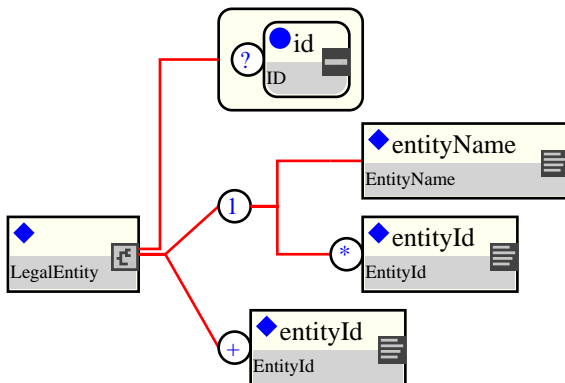 id
?
ID
entityName
EntityName
1
entityId
*
EntityId
LegalEntity
entityId
+
EntityId